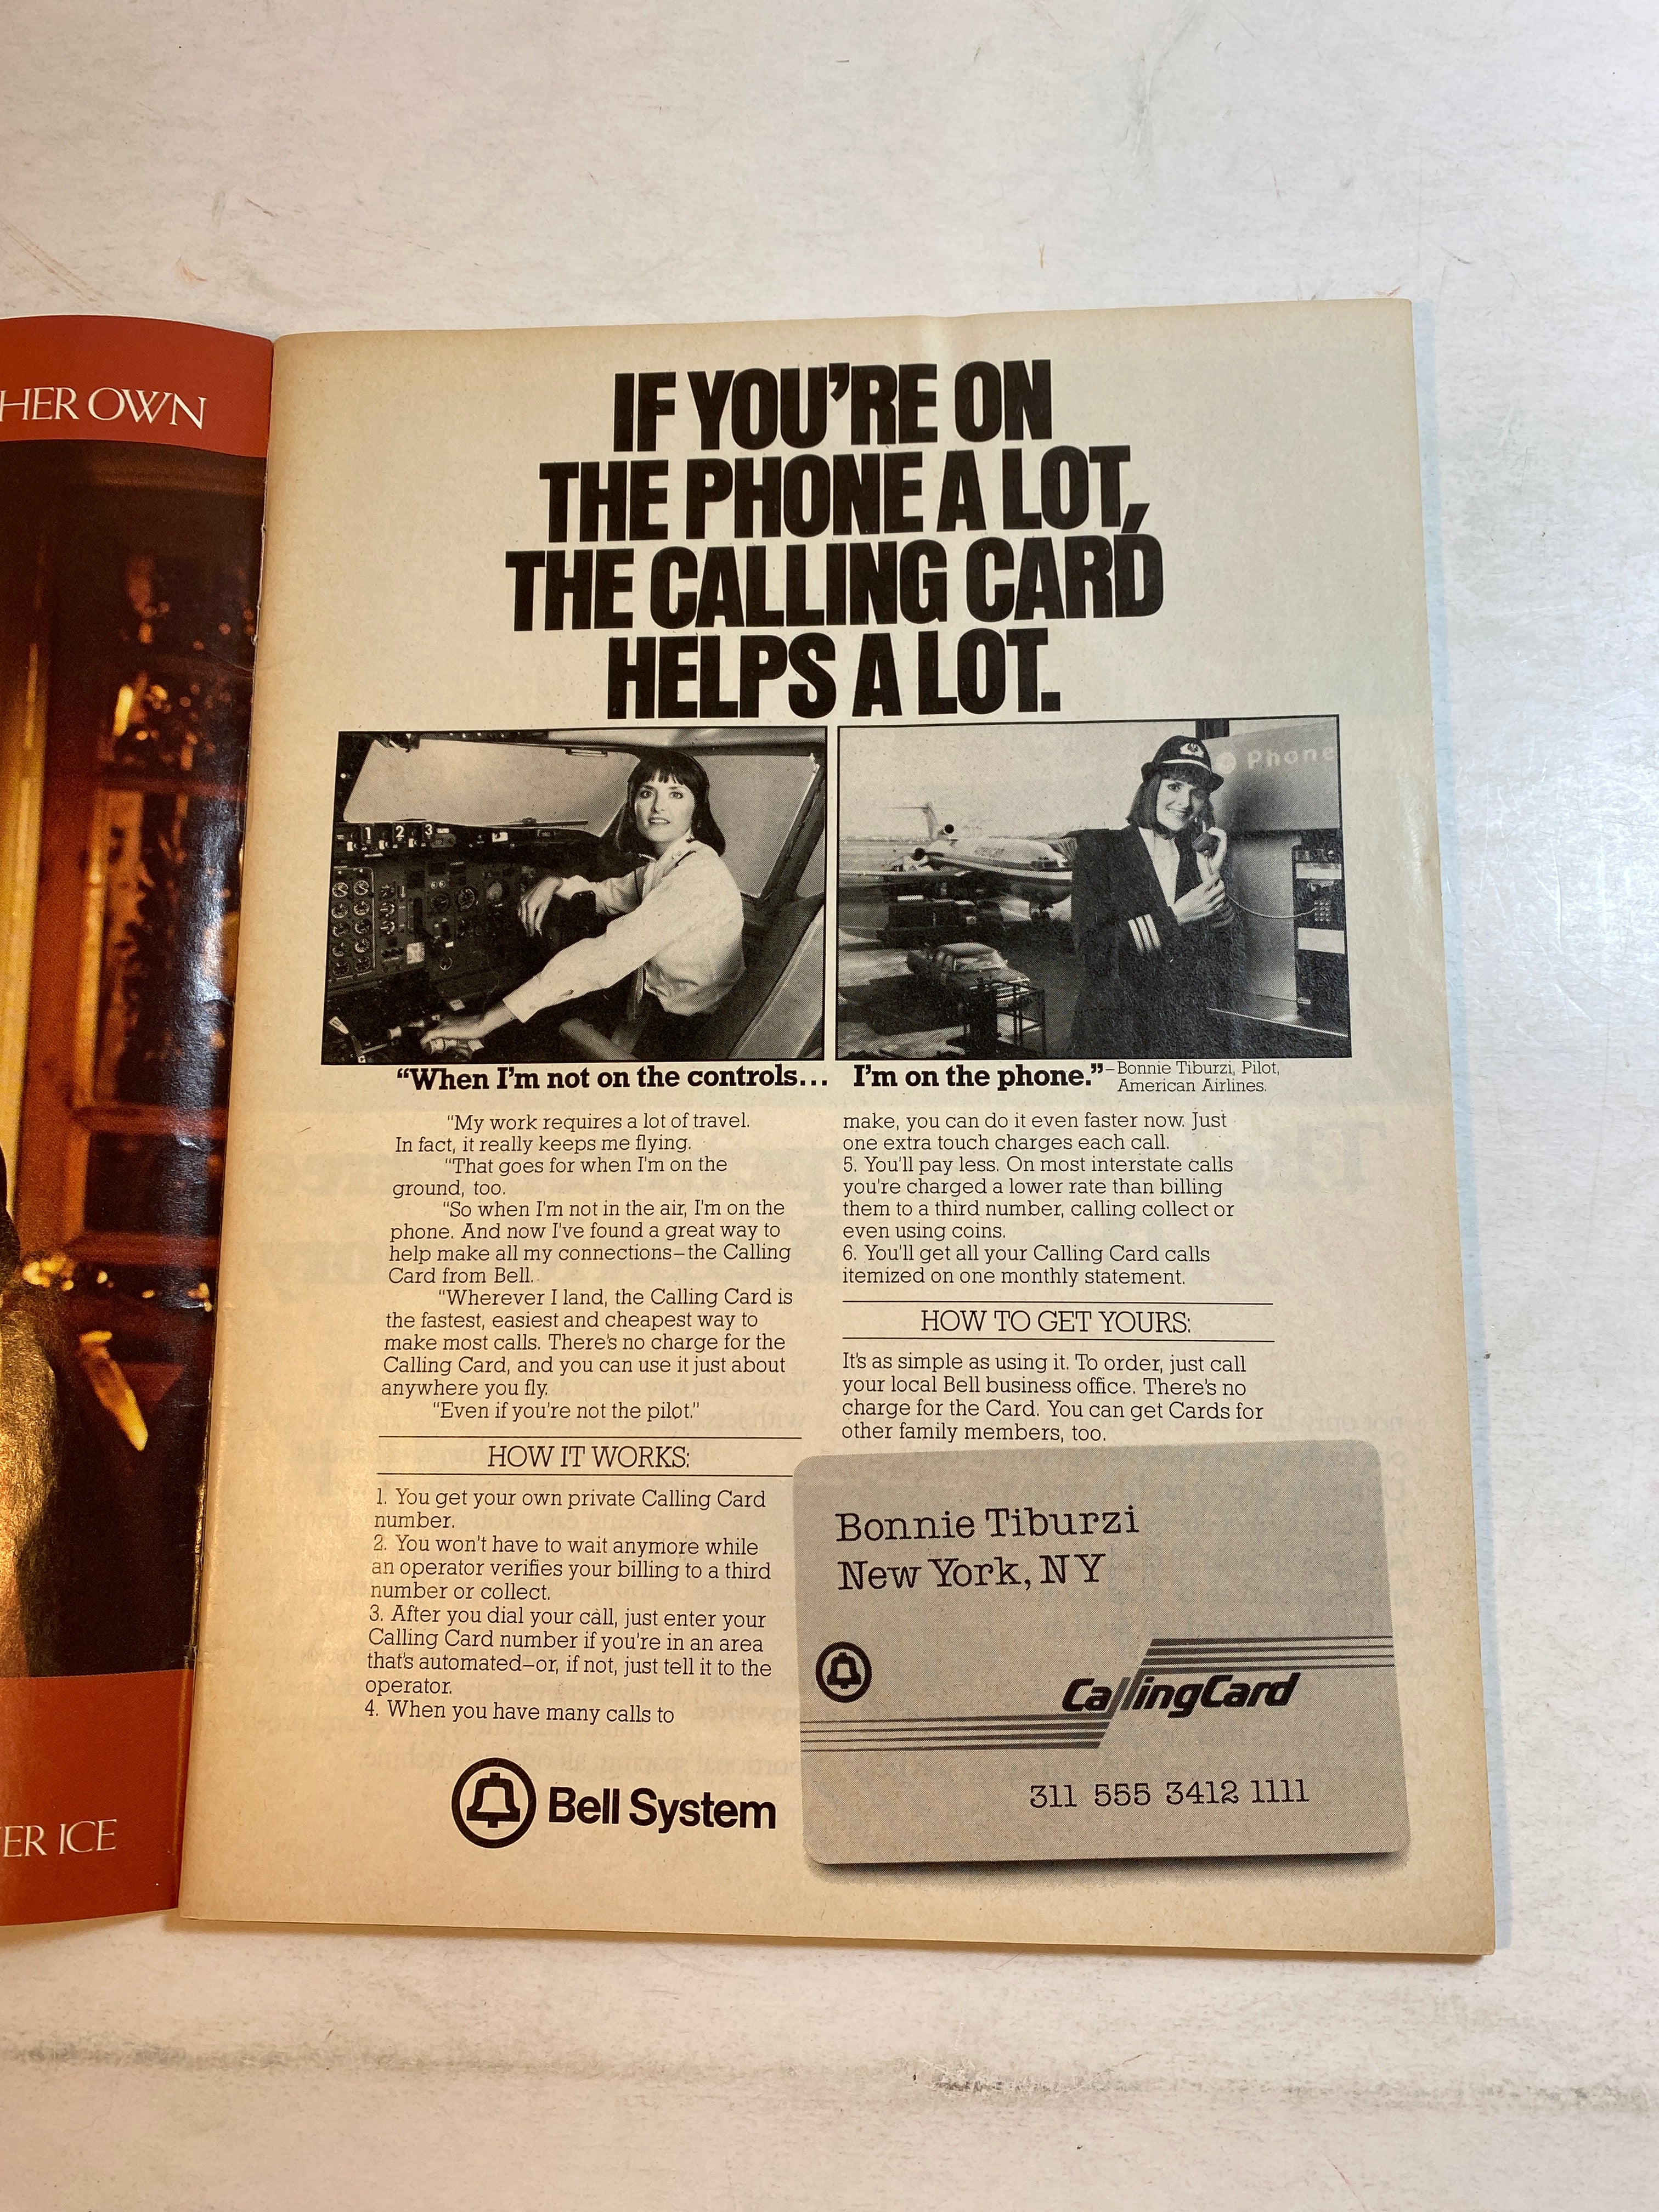 HER OWN
ER ICE
IF YOU'RE ON
THE PHONE A LOT,
THE CALLING CARD
HELPS A LOT.
1 2 3
Phone
“When I'm not on the controls...
I'm on the phone.”
–Bonnie Tiburzi, Pilot,
American Airlines.
“My work requires a lot of travel.
In fact, it really keeps me flying.
“That goes for when I'm on the
ground, too.
“So when I'm not in the air, I'm on the
phone. And now I've found a great way to
help make all my connections–the Calling
Card from Bell.
“Wherever I land, the Calling Card is
the fastest, easiest and cheapest way to
make most calls. There's no charge for the
Calling Card, and you can use it just about
anywhere you fly.
“Even if you're not the pilot.”
HOW IT WORKS:
1. You get your own private Calling Card
number.
2. You won't have to wait anymore while
an operator verifies your billing to a third
number or collect.
3. After you dial your call, just enter your
Calling Card number if you're in an area
that's automated–or, if not, just tell it to the
operator.
4. When you have many calls to
make, you can do it even faster now. Just
one extra touch charges each call.
5. You'll pay less. On most interstate calls
you're charged a lower rate than billing
them to a third number, calling collect or
even using coins.
6. You'll get all your Calling Card calls
itemized on one monthly statement.
HOW TO GET YOURS:
It's as simple as using it. To order, just call
your local Bell business office. There's no
charge for the Card. You can get Cards for
other family members, too.
Bonnie Tiburzi
New York, NY
CallingCard
311 555 3412 1111
Bell System